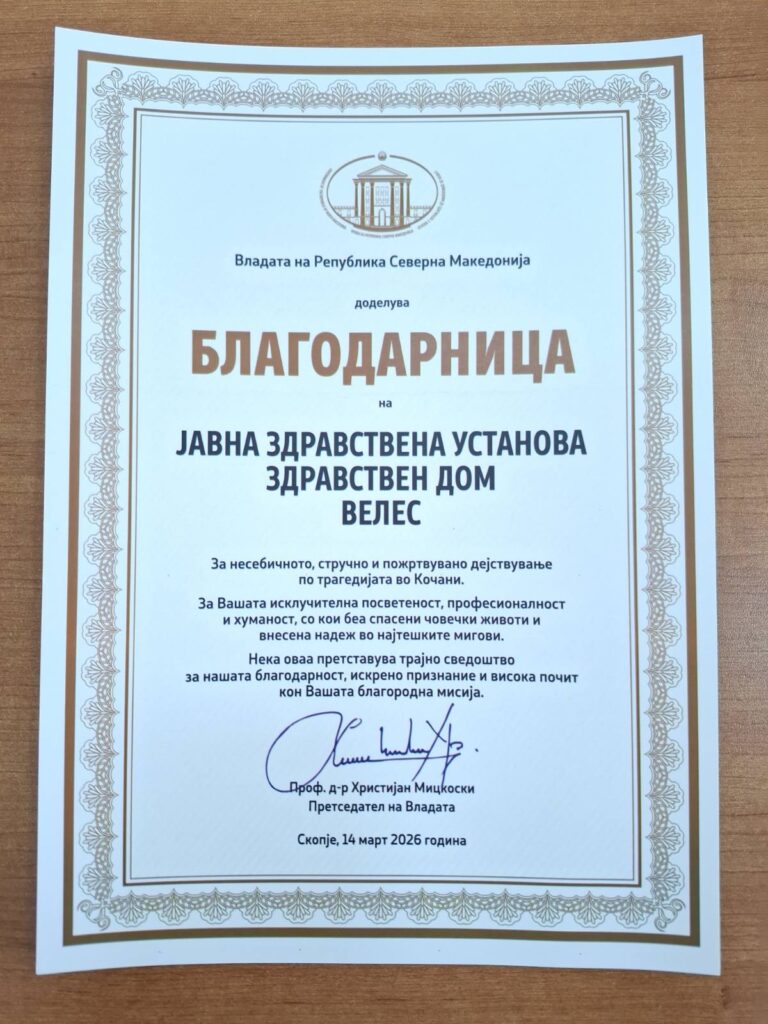 Владата на Република Северна Македонија
доделува
БЛАГОДАРНИЦА
на
ЈАВНА ЗДРАВСТВЕНА УСТАНОВА
ЗДРАВСТВЕН ДОМ
ВЕЛЕС
За несебичното, стручно и пожртвувано дејствување
по трагедијата во Кочани.
За Вашата исклучителна посветеност, професионалност
и хуманост, со кои беа спасени човечки животи и
внесена надеж во најтешките мигови.
Нека оваа претставува трајно сведоштво
за нашата благодарност, искрено признание и висока почит
кон Вашата благородна мисија.
Проф. д-р Христијан Мицкоски
Претседател на Владата
Скопје, 14 март 2026 година